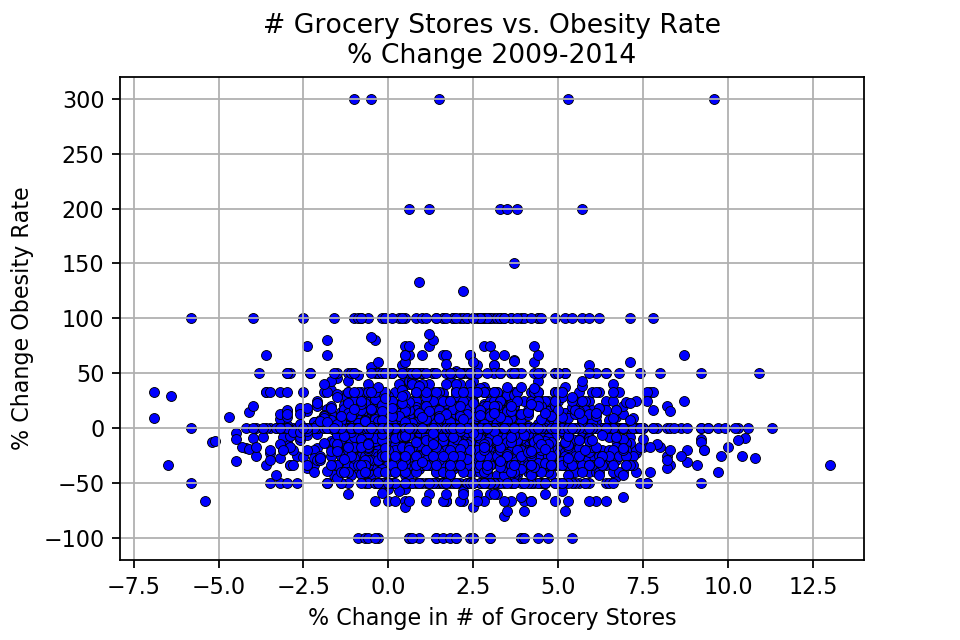 # Grocery Stores vs. Obesity Rate
% Change 2009-2014
300
250
200
150
100
50
0
−50
−100
% Change Obesity Rate
−7.5 −5.0 −2.5 0.0 2.5 5.0 7.5 10.0 12.5
% Change in # of Grocery Stores